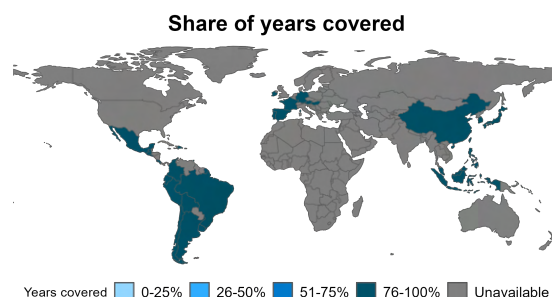 Share of years covered
Years covered 0-25% 26-50% 51-75% 76-100% Unavailable